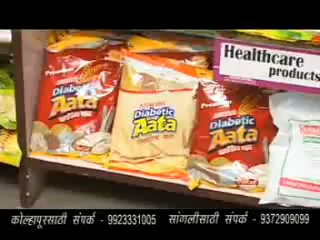 Healthcare
products
Diabetic
Aata
Diabetic
Aata
Diabetic
Aata
कोल्हापूरसाठी संपर्क - 9923331005 सांगलीसाठी संपर्क - 9372909099